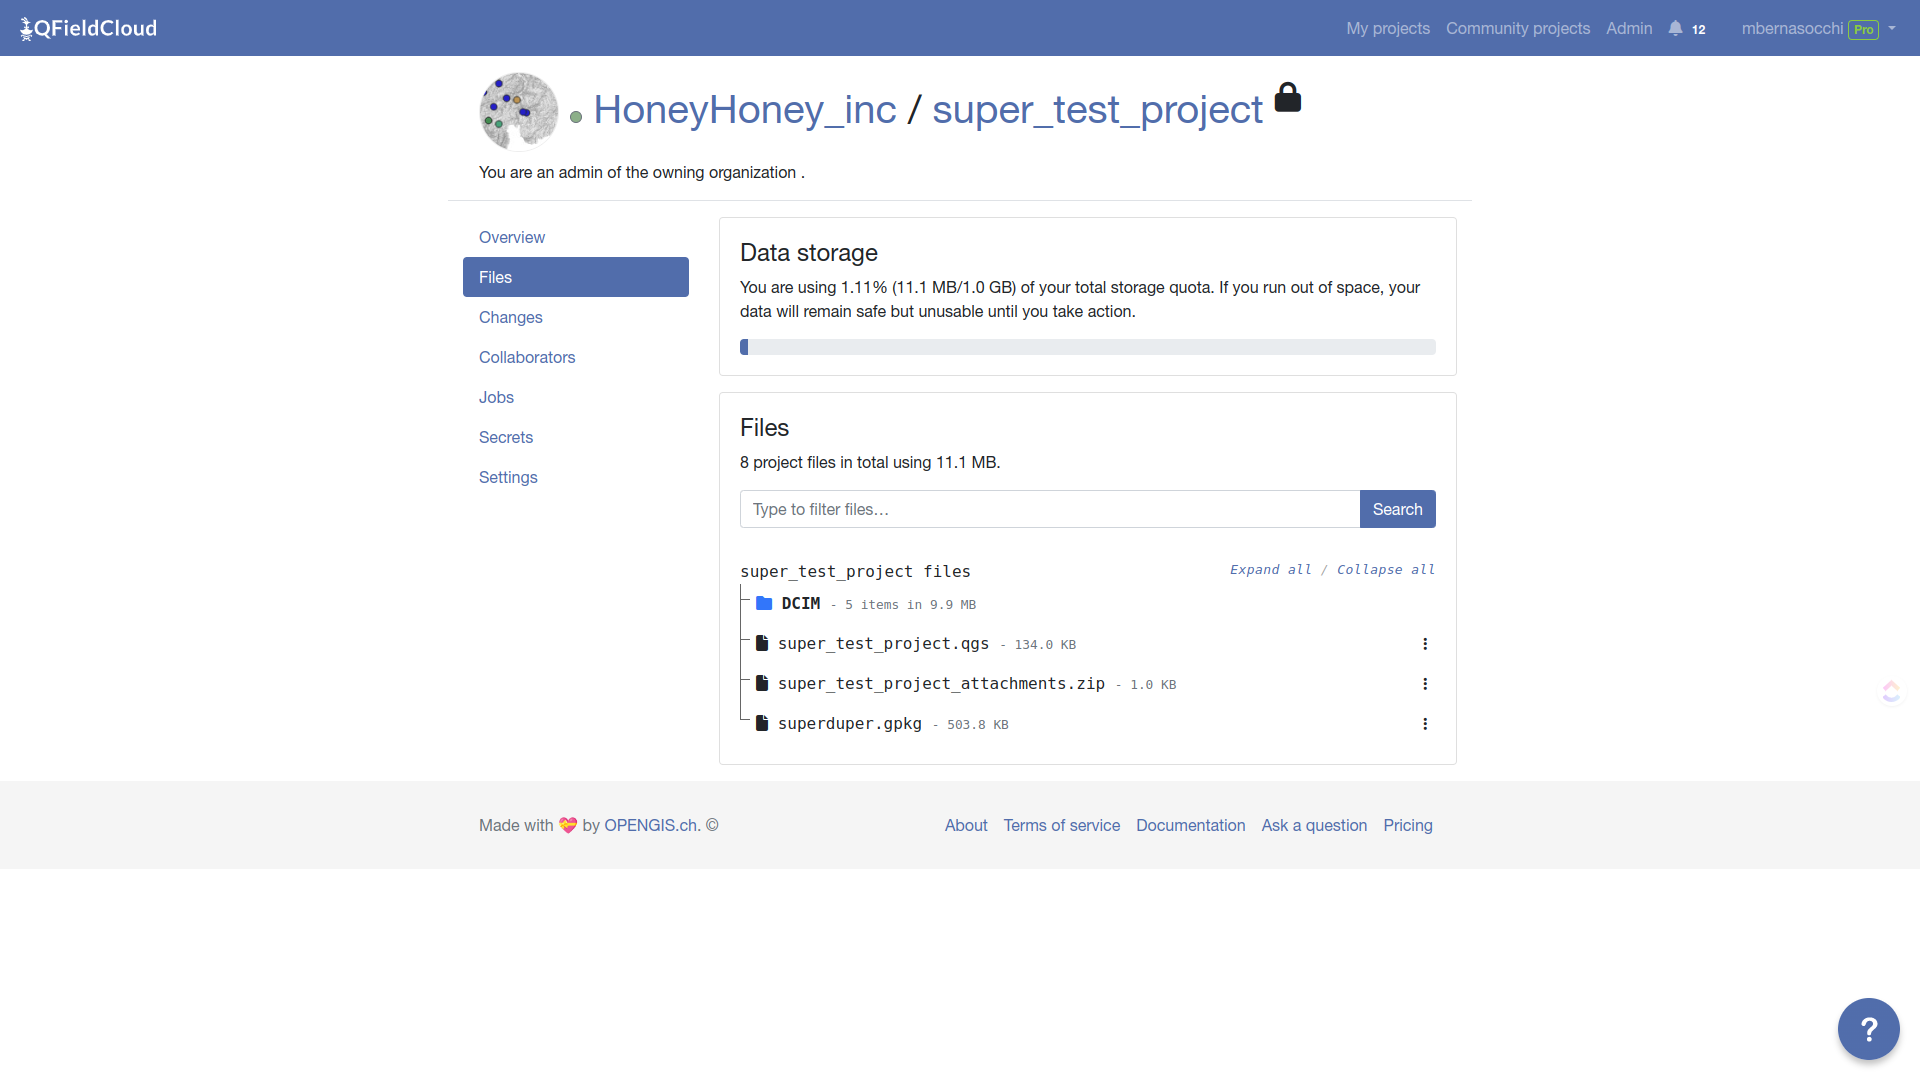 QFieldCloud
My projects Community projects Admin 12 mbernasocchi Pro
HoneyHoney_inc / super_test_project
You are an admin of the owning organization .
Overview
Files
Changes
Collaborators
Jobs
Secrets
Settings
Data storage
You are using 1.11% (11.1 MB/1.0 GB) of your total storage quota. If you run out of space, your
data will remain safe but unusable until you take action.
Files
8 project files in total using 11.1 MB.
Type to filter files…
Search
super_test_project files
Expand all / Collapse all
DCIM - 5 items in 9.9 MB
super_test_project.qgs - 134.0 KB
super_test_project_attachments.zip - 1.0 KB
superduper.gpkg - 503.8 KB
Made with 💝 by OPENGIS.ch. ©
About Terms of service Documentation Ask a question Pricing
?